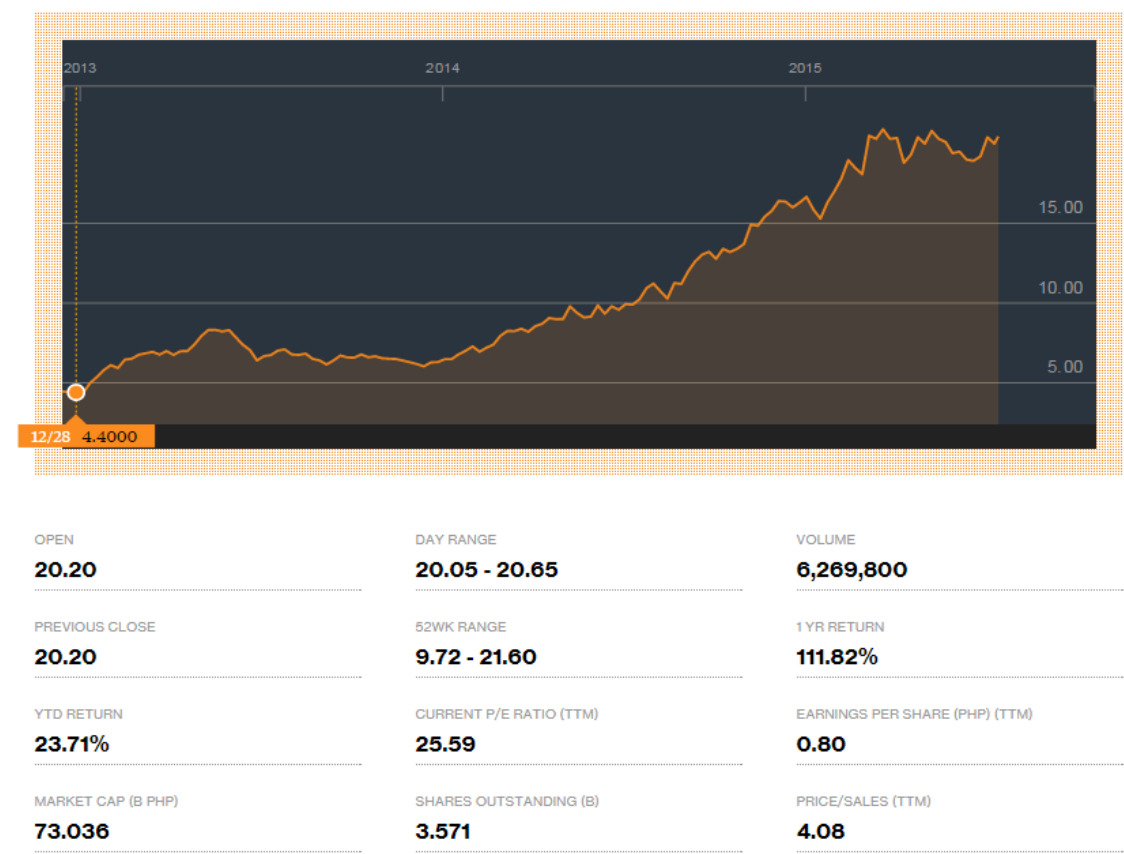 2013 2014 2015
15.00
10.00
5.00
12/28 4.4000
OPEN DAY RANGE VOLUME
20.20 20.05 - 20.65 6,269,800
PREVIOUS CLOSE 52WK RANGE 1 YR RETURN
20.20 9.72 - 21.60 111.82%
YTD RETURN CURRENT P/E RATIO (TTM) EARNINGS PER SHARE (PHP) (TTM)
23.71% 25.59 0.80
MARKET CAP (B PHP) SHARES OUTSTANDING (B) PRICE/SALES (TTM)
73.036 3.571 4.08